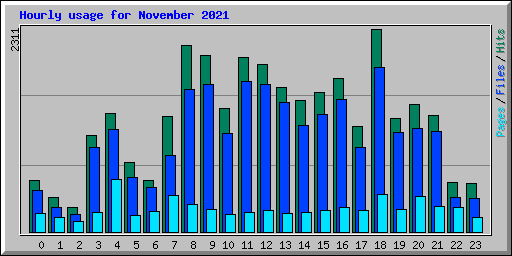 Hourly usage for November 2021
2311
Pages / Files / Hits
0 1 2 3 4 5 6 7 8 9 10 11 12 13 14 15 16 17 18 19 20 21 22 23